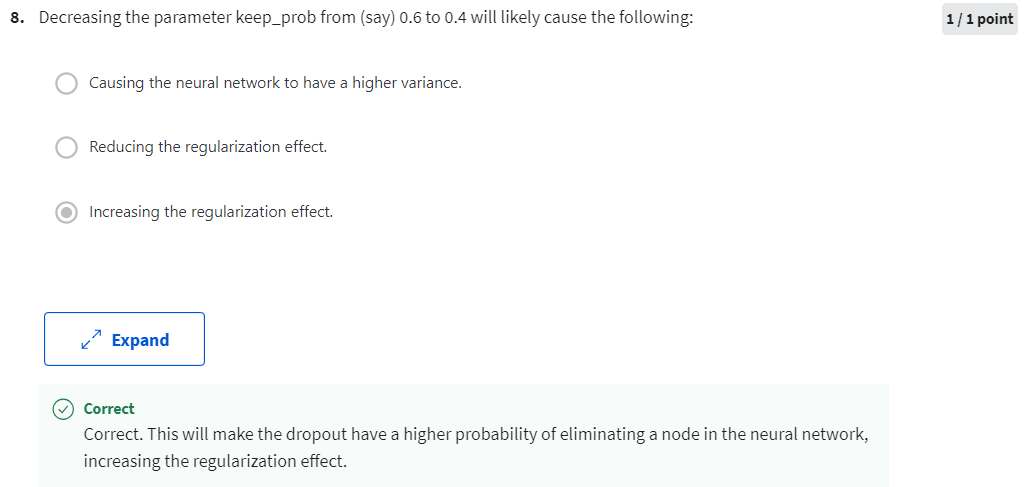 8. Decreasing the parameter keep_prob from (say) 0.6 to 0.4 will likely cause the following:
1 / 1 point
Causing the neural network to have a higher variance.
Reducing the regularization effect.
Increasing the regularization effect.
Expand
Correct
Correct. This will make the dropout have a higher probability of eliminating a node in the neural network,
increasing the regularization effect.